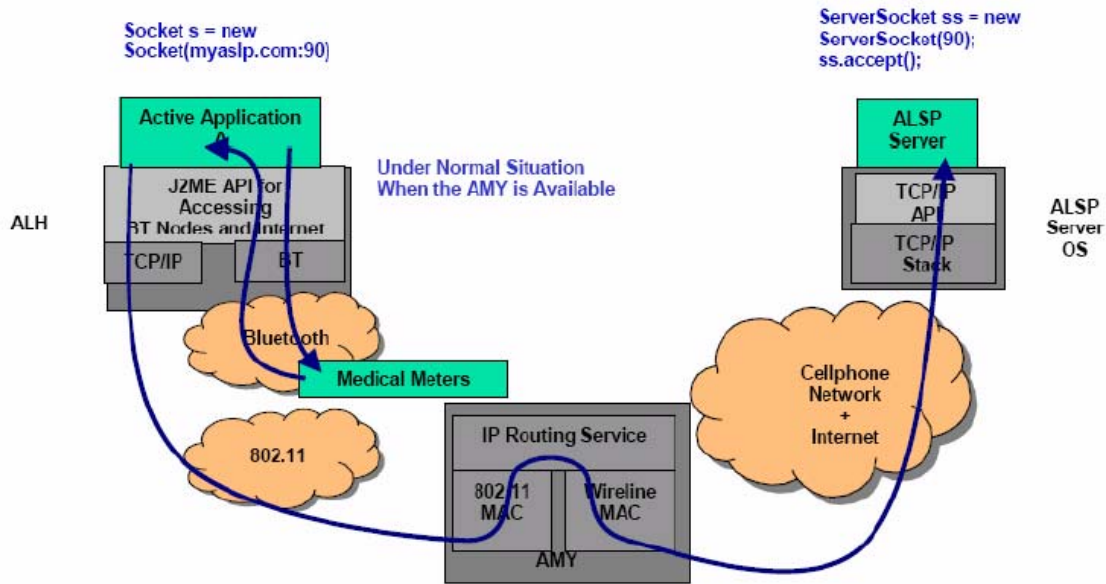 Socket s = new
Socket(myaslp.com:90)
ServerSocket ss = new
ServerSocket(90);
ss.accept();
Active Application
A
ALSP
Server
Under Normal Situation
When the AMY is Available
J2ME API for
Accessing
BT Nodes and Internet
TCP/IP
BT
ALH
TCP/IP
API
TCP/IP
Stack
ALSP
Server
OS
Bluetooth
Medical Meters
Cellphone
Network
+
Internet
802.11
IP Routing Service
802.11
MAC
Wireline
MAC
AMY